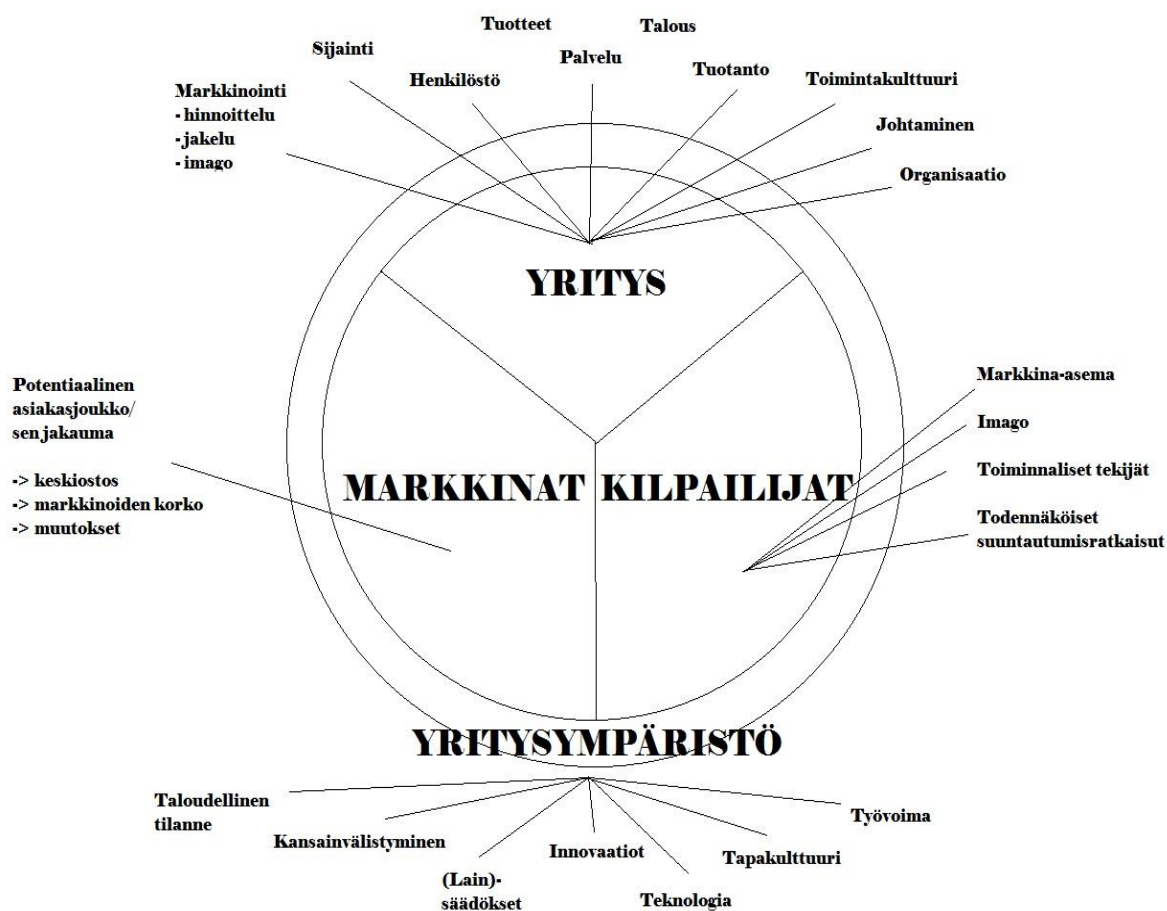 Tuotteet
Talous
Sijainti
Palvelu
Henkilöstö
Tuotanto
Toimintakulttuuri
Markkinointi
- hinnoittelu
- jakelu
- imago
Johtaminen
Organisaatio
YRITYS
Potentiaalinen
asiakasjoukko/
sen jakauma
-> keskiostos
-> markkinoiden korko
-> muutokset
Markkina-asema
Imago
Toiminnaliset tekijät
Todennäköiset
suuntautumisratkaisut
MARKKINAT
KILPAILIJAT
YRITYSYMPÄRISTÖ
Taloudellinen
tilanne
Kansainvälistyminen
(Lain)-
säädökset
Innovaatiot
Teknologia
Tapakulttuuri
Työvoima